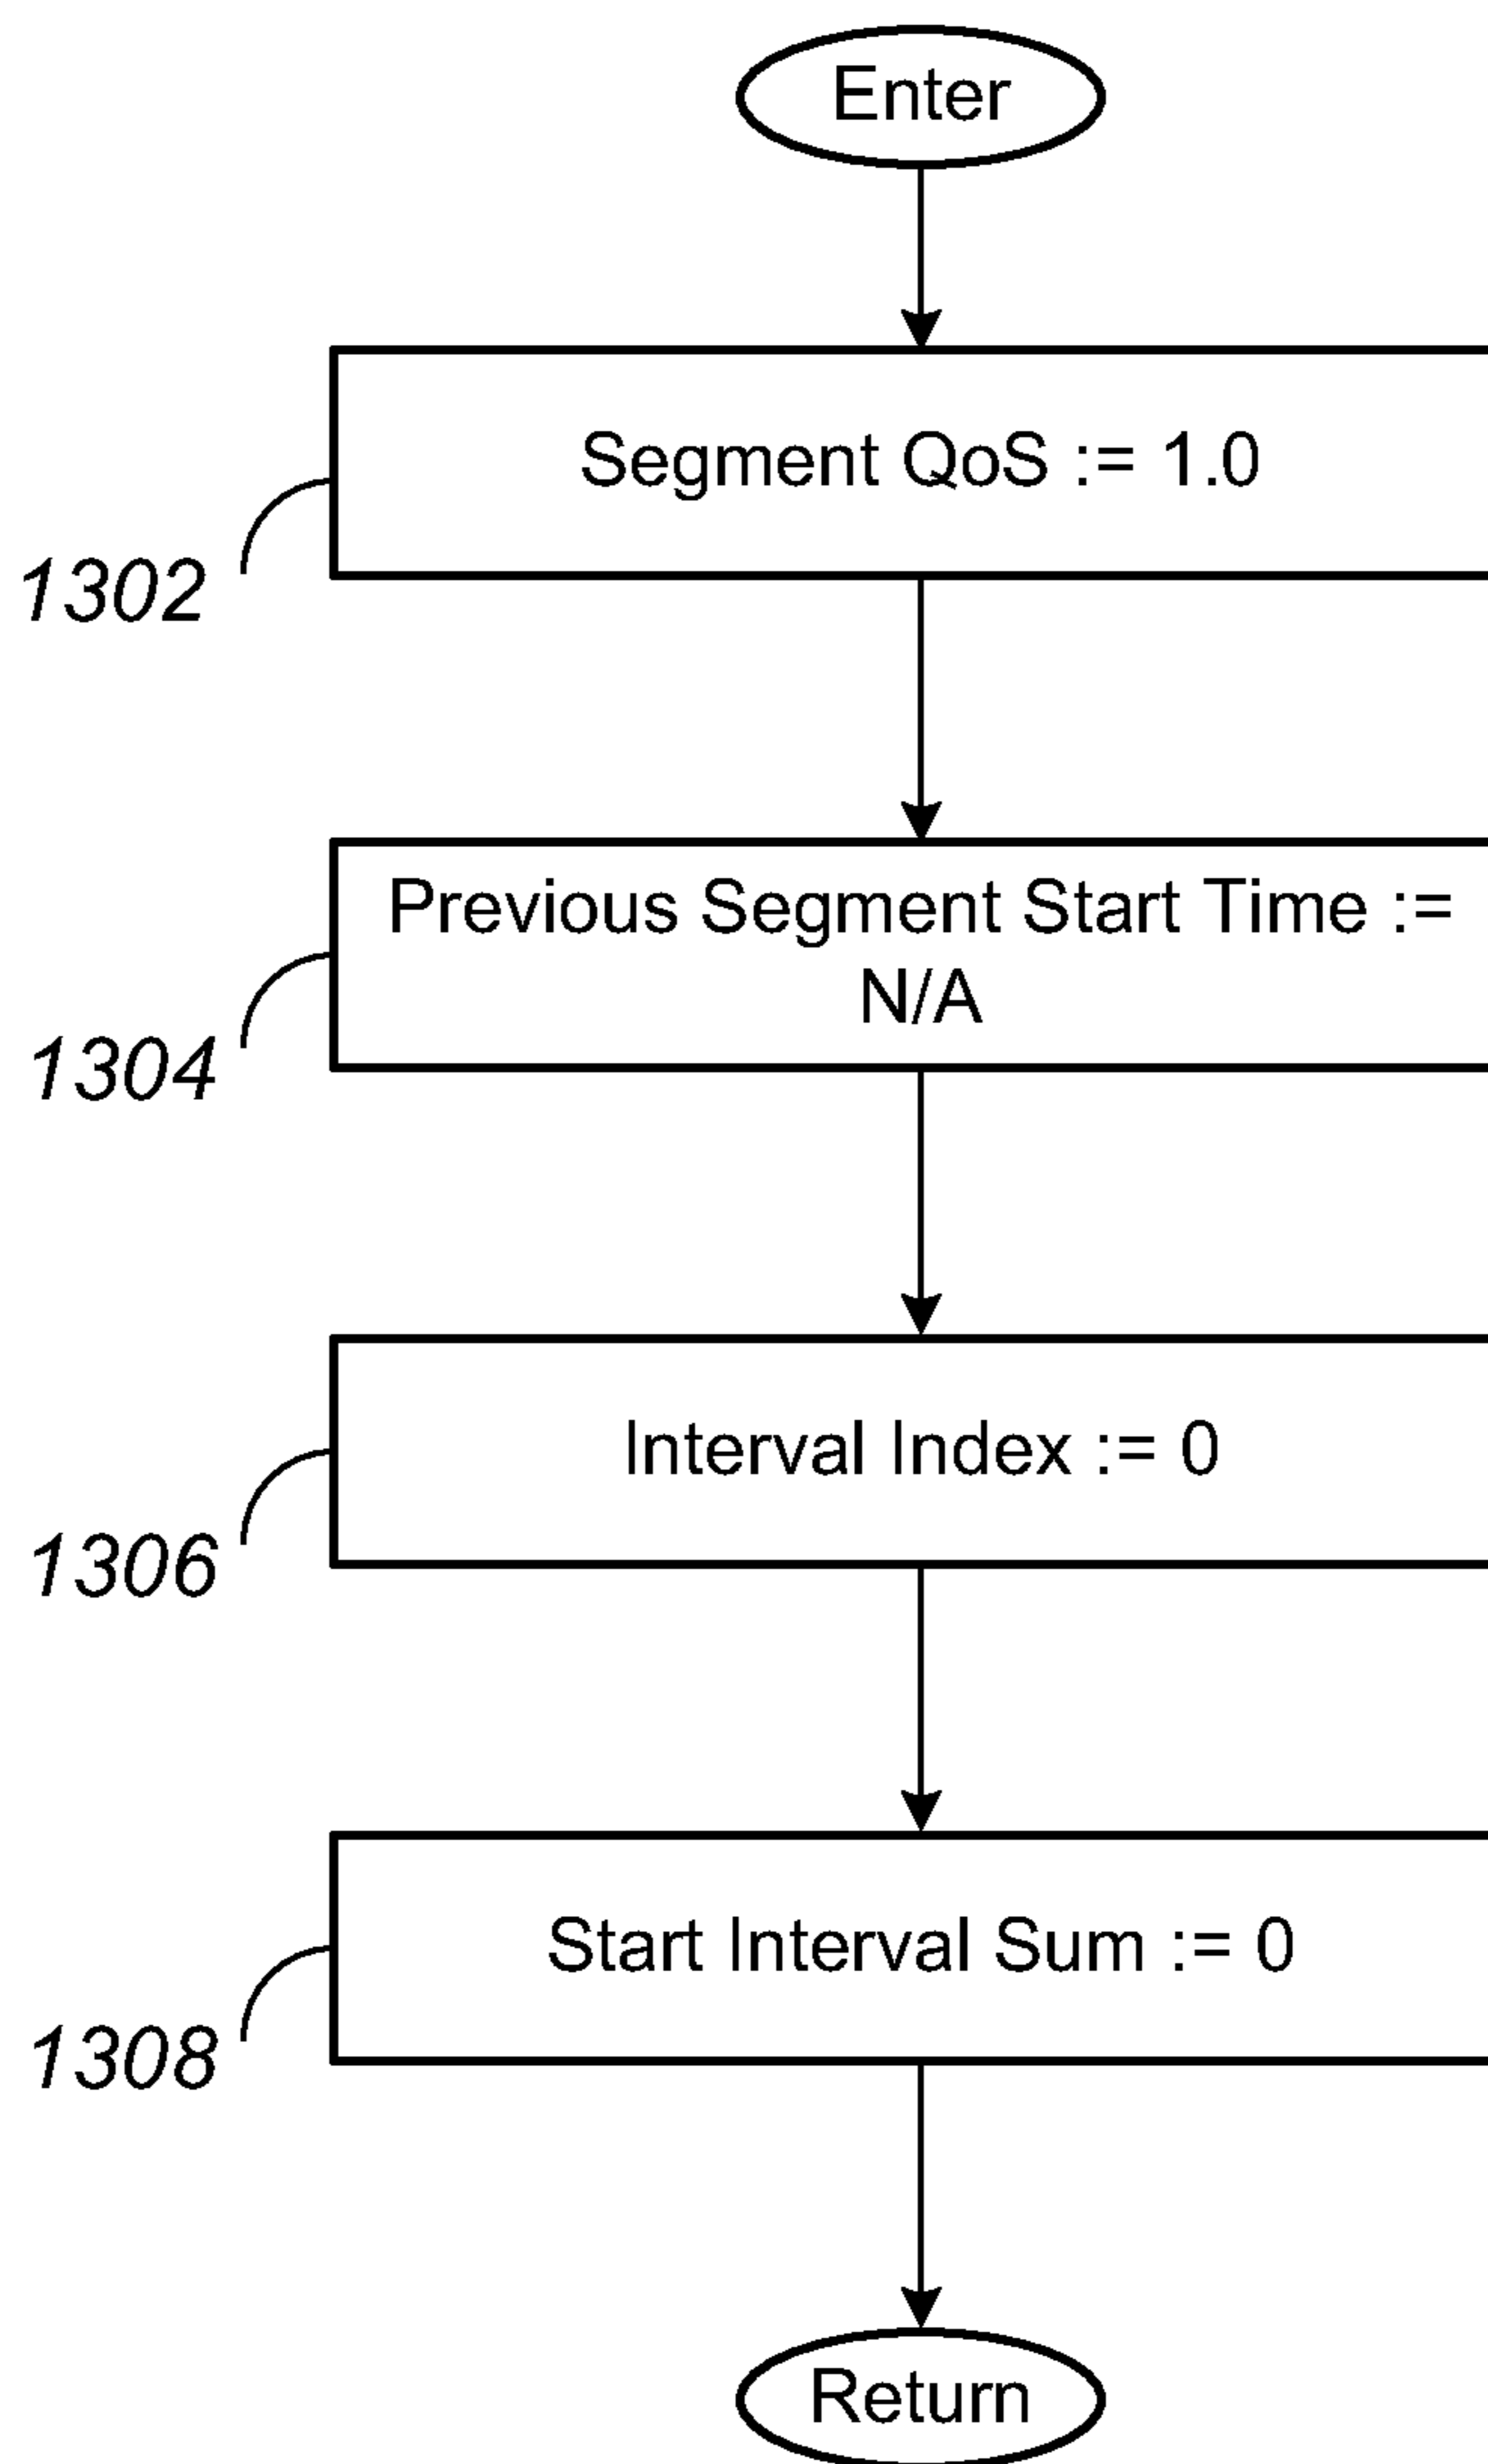 Enter
Segment QoS := 1.0
1302
Previous Segment Start Time :=
N/A
1304
Interval Index := 0
1306
Start Interval Sum := 0
1308
Return